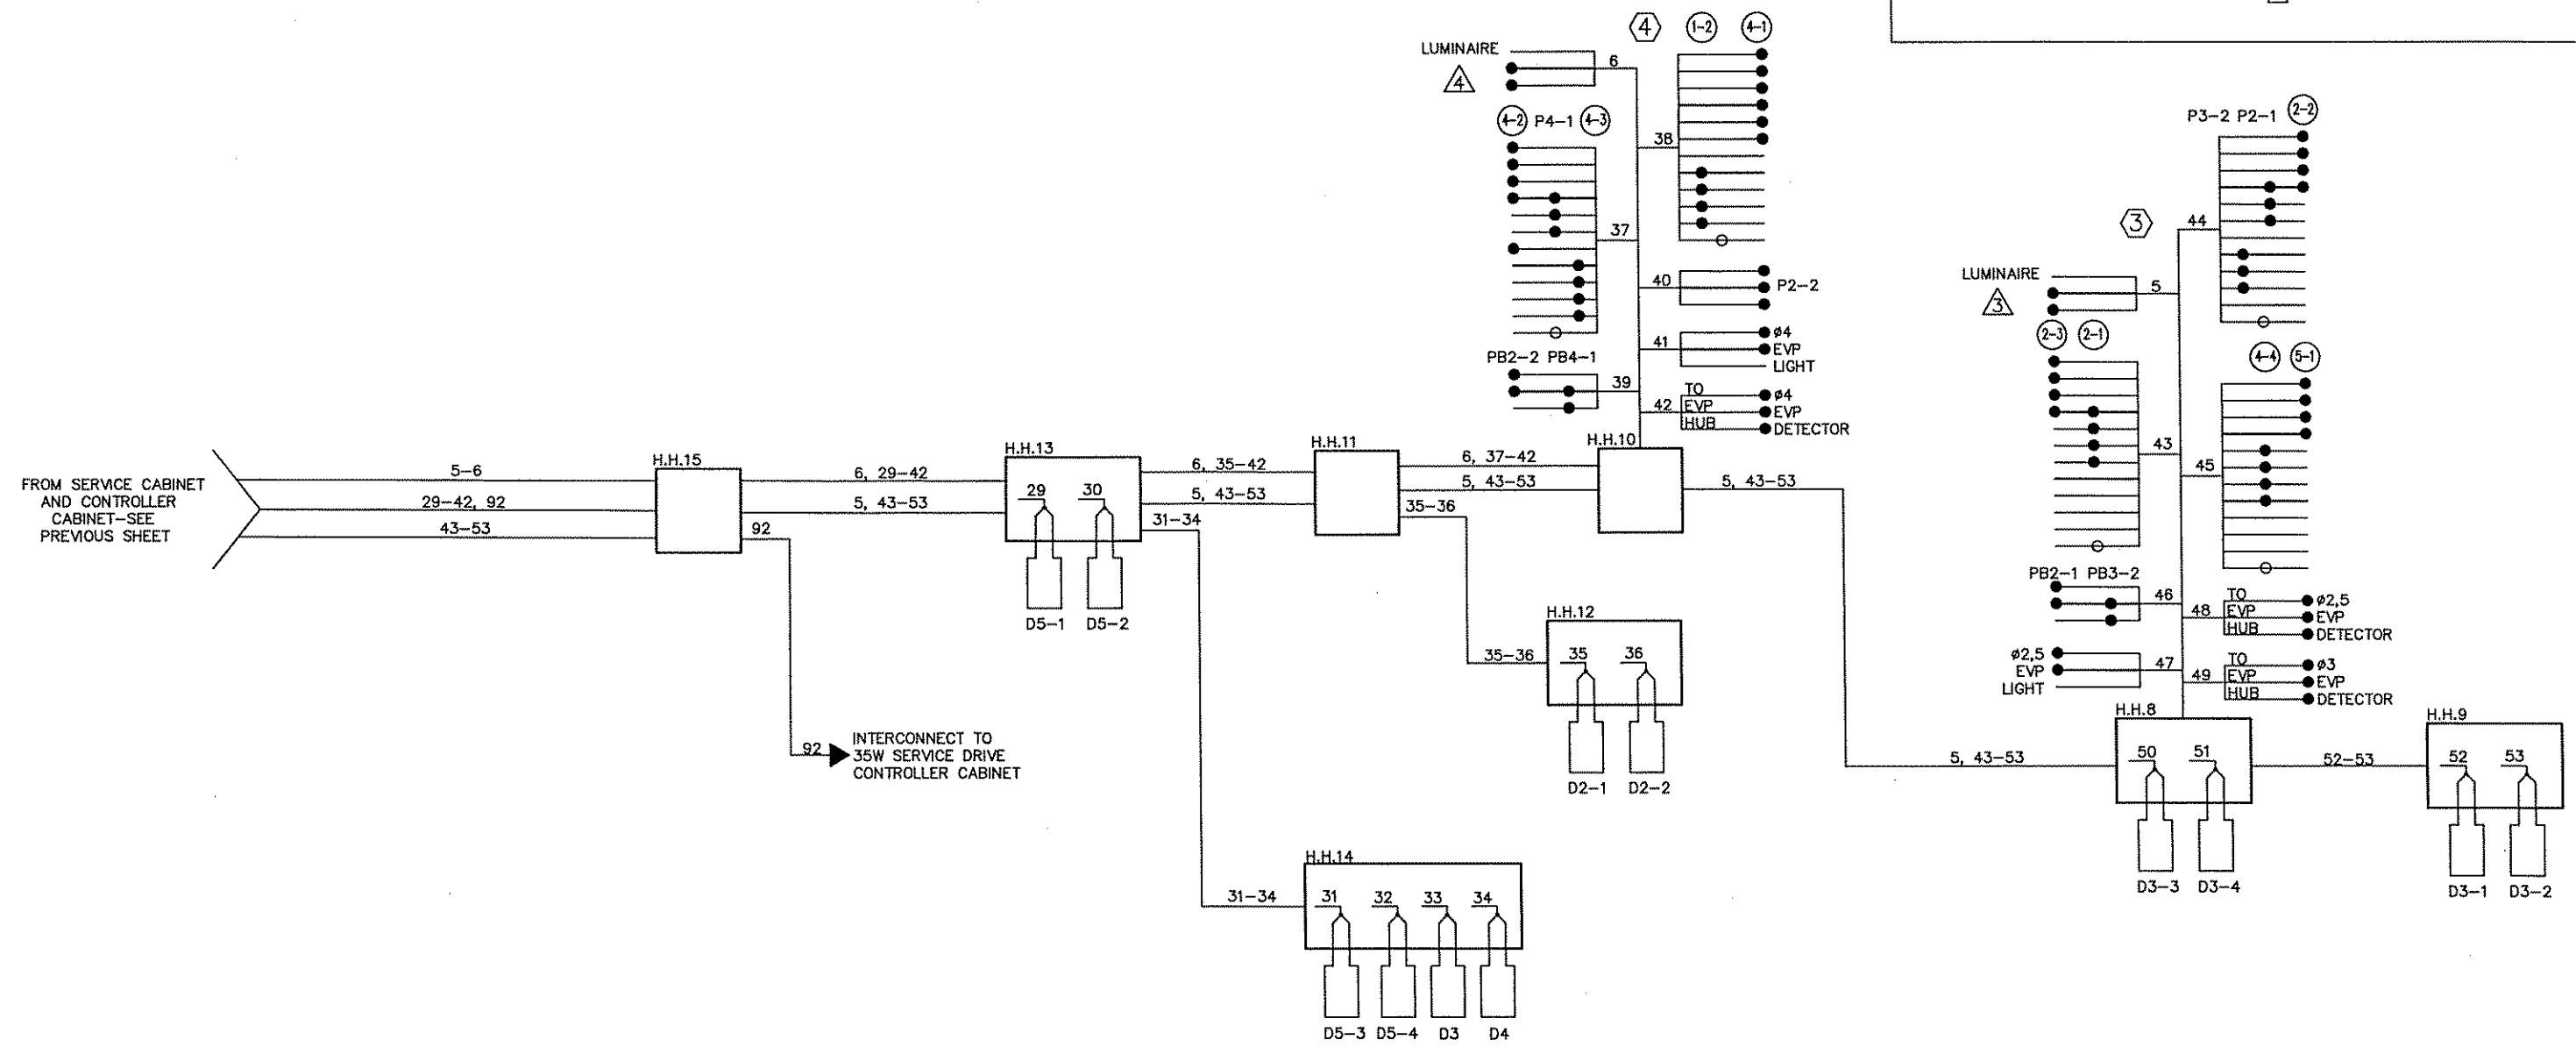 4 1-2 4-1
LUMINAIRE 6
4
4-2 P4-1 4-3
38
37
40 P2-2
41 ø4
EVP
LIGHT
PB2-2 PB4-1
39
42 TO ø4
EVP EVP
HUB DETECTOR
P3-2 P2-1 2-2
3 44
LUMINAIRE 5
3
2-3 2-1
4-4 5-1
43 45
PB2-1 PB3-2
46
48 TO ø2,5
EVP EVP
HUB DETECTOR
ø2,5 47
EVP
LIGHT
49 TO ø3
EVP EVP
HUB DETECTOR
FROM SERVICE CABINET
AND CONTROLLER
CABINET-SEE
PREVIOUS SHEET
5-6
29-42, 92
43-53
H.H.15
6, 29-42
5, 43-53
92
92 INTERCONNECT TO
35W SERVICE DRIVE
CONTROLLER CABINET
H.H.13
29 30
D5-1 D5-2
6, 35-42
5, 43-53
31-34
H.H.11
6, 37-42
5, 43-53
35-36
H.H.10
5, 43-53
H.H.12
35-36 35 36
D2-1 D2-2
H.H.14
31-34 31 32 33 34
D5-3 D5-4 D3 D4
5, 43-53
H.H.8
50 51
D3-3 D3-4
52-53
H.H.9
52 53
D3-1 D3-2